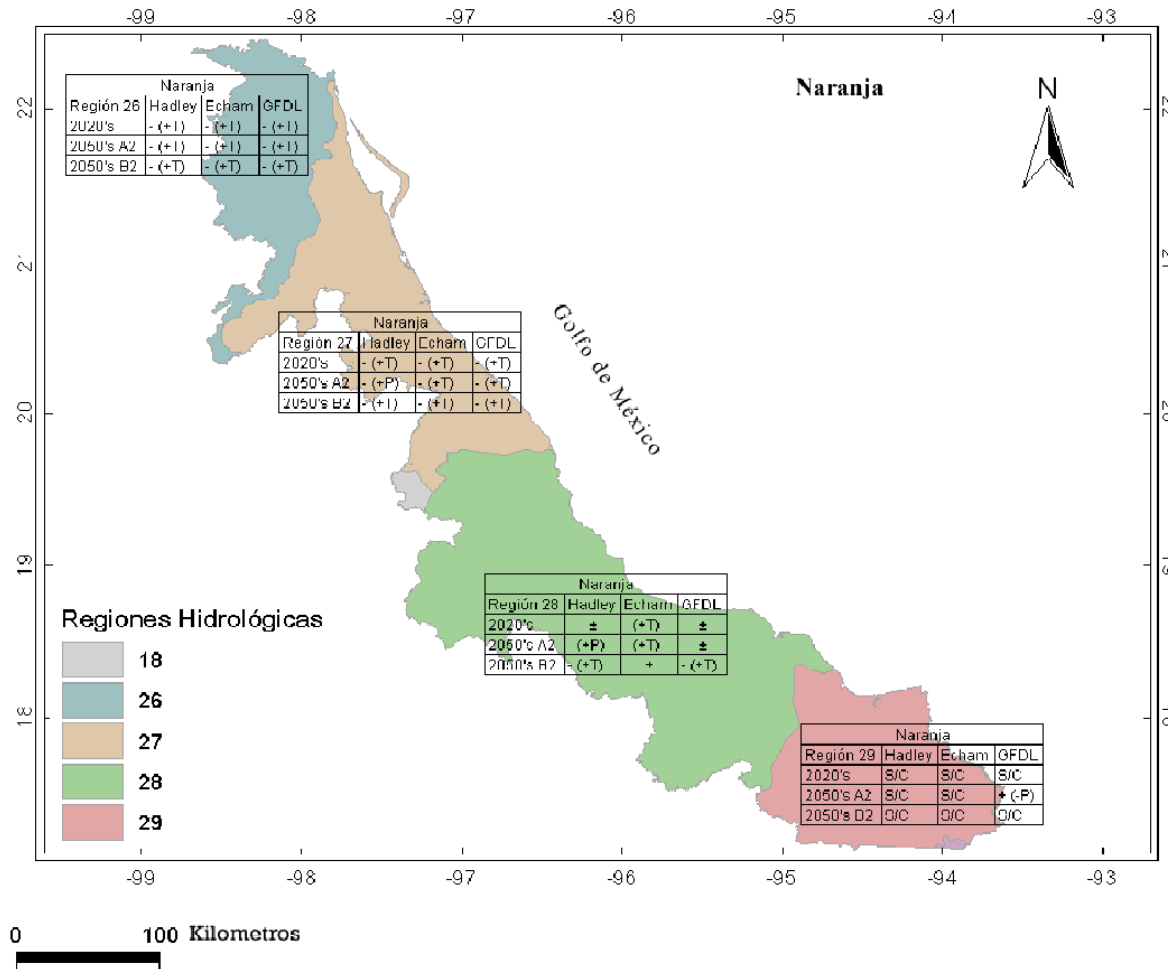 -99 -98 -97 -96 -95 -94 -93
Naranja
N
22
21
20
19
18
Naranja
Región 26 Hadley Echam GFDL
2020's - (+T) - (+T) - (+T)
2050's A2 - (+T) - (+T) - (+T)
2050's B2 - (+T) - (+T) - (+T)
Naranja
Región 27 Hadley Echam GFDL
2020's - (+T) - (+T) - (+T)
2050's A2 - (+P) - (+T) - (+T)
2050's B2 - (+T) - (+T) - (+T)
Golfo de México
Naranja
Región 28 Hadley Echam GFDL
2020's ± (+T) ±
2050's A2 (+P) (+T) ±
2050's B2 - (+T) - (+T)
Naranja
Región 29 Hadley Echam GFDL
2020's S/C S/C S/C
2050's A2 S/C S/C + (-P)
2050's B2 S/C S/C S/C
Regiones Hidrológicas
18
26
27
28
29
-99 -98 -97 -96 -95 -94 -93
0 100 Kilometros